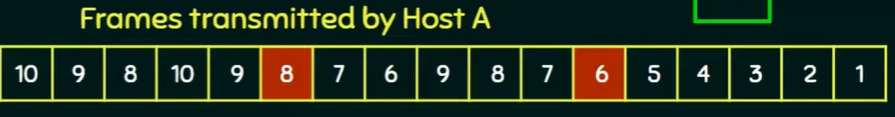 Frames transmitted by Host A
10 9 8 10 9 8 7 6 9 8 7 6 5 4 3 2 1